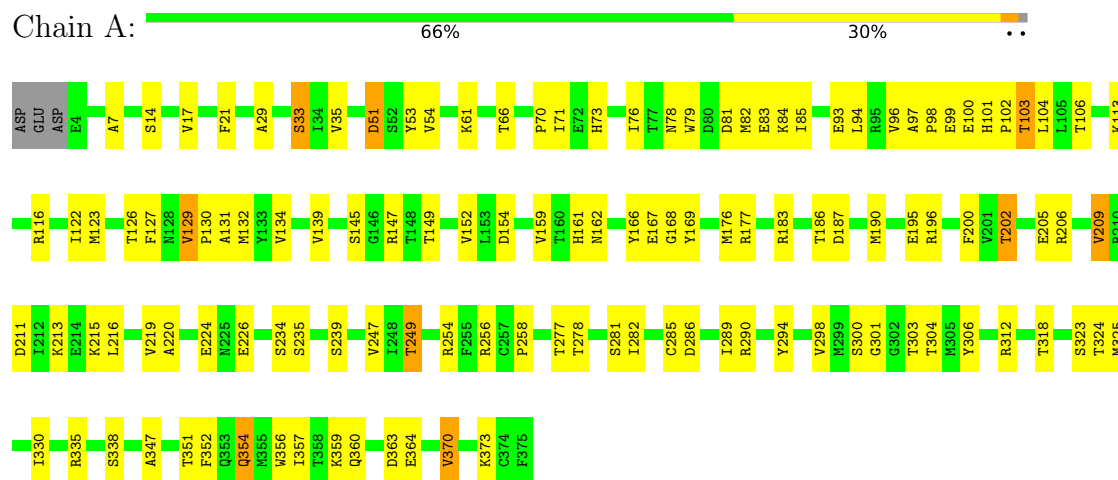 Chain A:
66% 30% • •
ASP GLU ASP E4 A7 S14 V17 F21 A29 S33 I34 V35 D51 S52 Y53 V54 K61 T66 P70 I71 E72 H73 I76 T77 N78 W79 D80 D81 M82 E83 K84 I85 E93 L94 R95 V96 A97 P98 E99 E100 H101 P102 T103 L104 L105 T106 K113
R116 I122 M123 T126 F127 N128 V129 P130 A131 M132 Y133 V134 V139 S145 G146 R147 T148 T149 V152 L153 D154 V159 T160 H161 N162 Y166 E167 G168 Y169 M176 R177 R183 T186 D187 M190 E195 R196 F200 V201 T202 E205 R206 V209
D211 I212 K213 E214 K215 L216 V219 A220 E224 N225 E226 S234 S235 S239 V247 I248 T249 R254 F255 R256 C257 P258 T277 T278 S281 I282 C285 D286 I289 R290 Y294 V298 M299 S300 G301 G302 T303 T304 M305 Y306 R312 T318 S323 T324 M325
I330 R335 S338 A347 T351 F352 Q353 Q354 M355 W356 I357 T358 K359 Q360 D363 E364 V370 K373 C374 F375